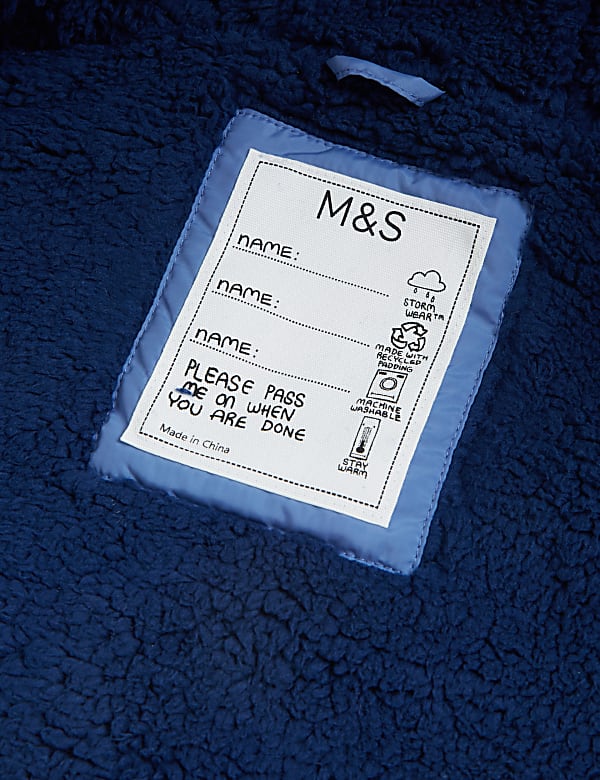 M&S
NAME:
NAME:
NAME:
PLEASE PASS
ME ON WHEN
YOU ARE DONE
Made in China
STORM
WEAR™
MADE WITH
RECYCLED
PADDING
MACHINE
WASHABLE
STAY
WARM